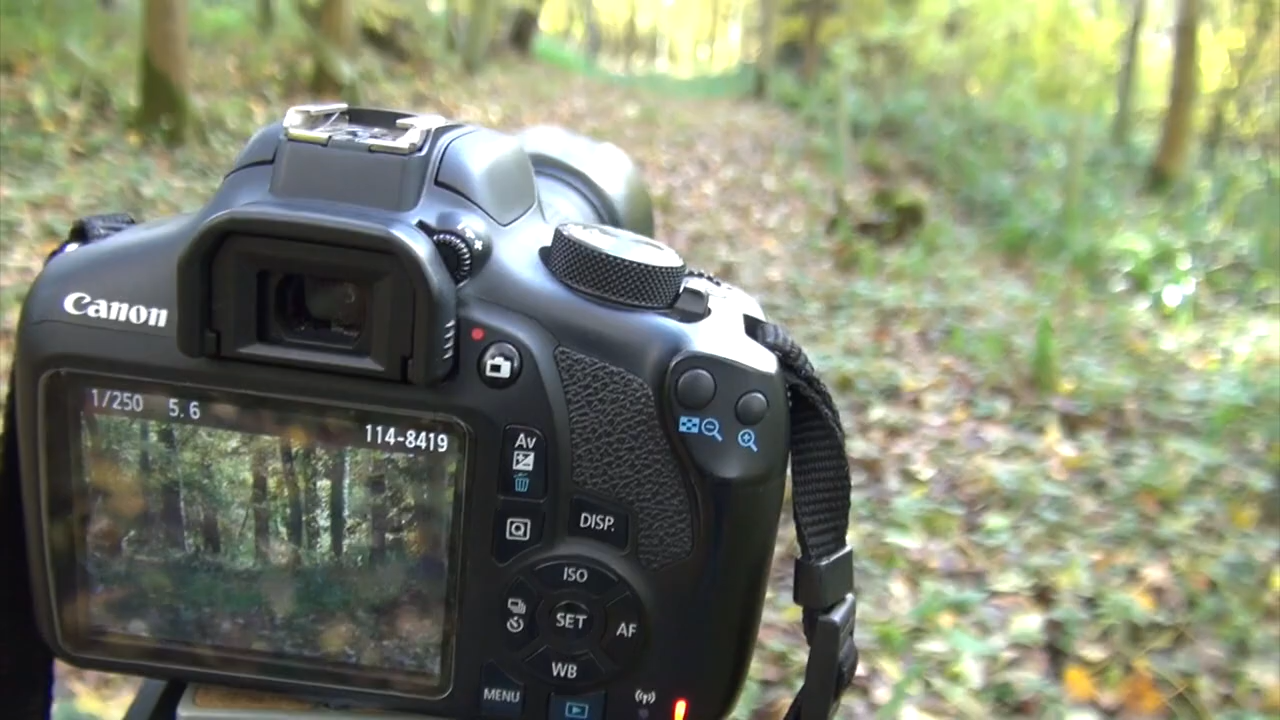 Canon
1/250 5.6
114-8419
Av
Q
DISP.
ISO
SET
AF
WB
MENU